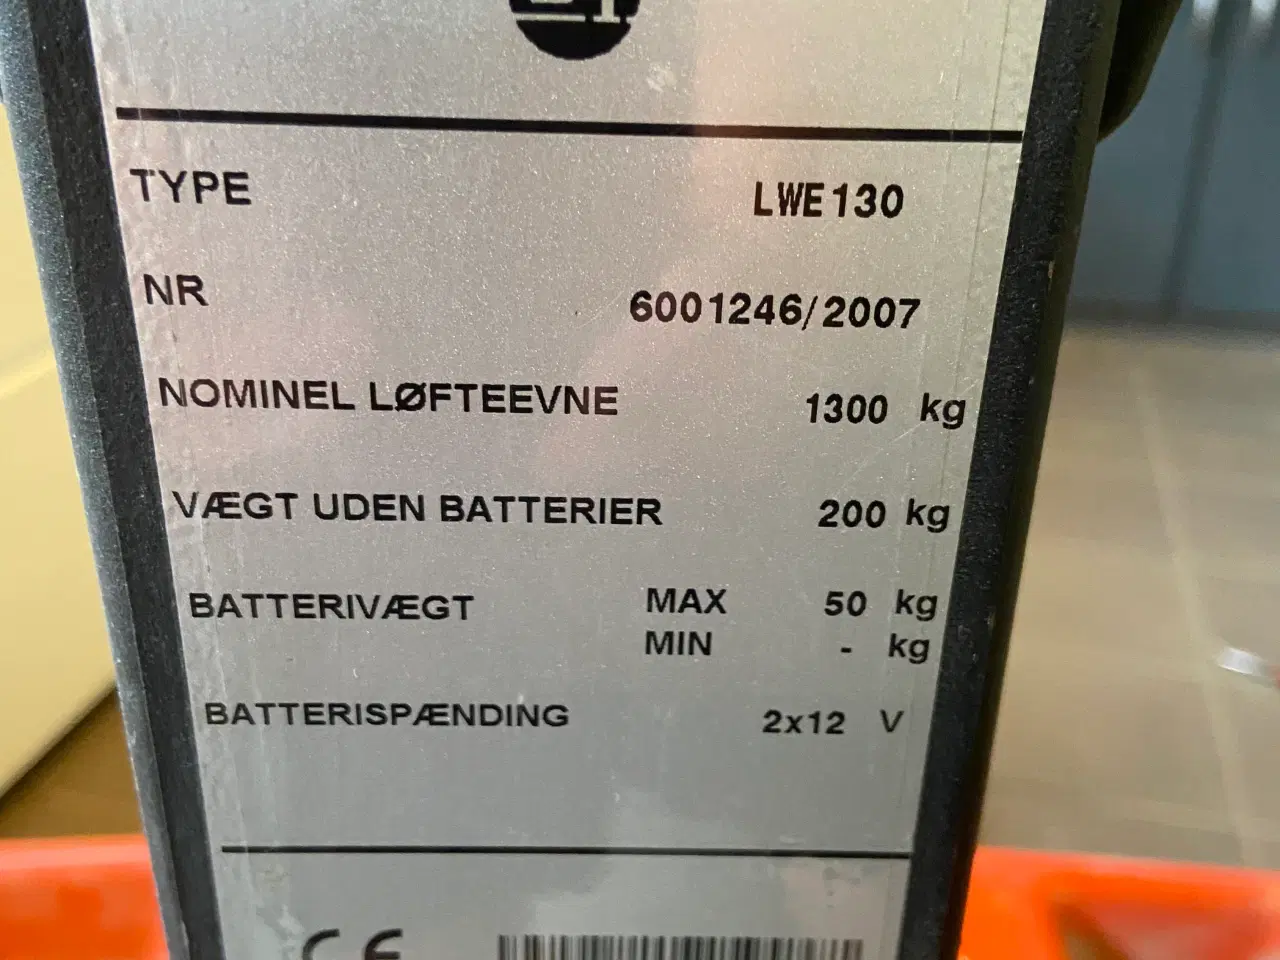 TYPE LWE130
NR 6001246/2007
NOMINEL LØFTEEVNE 1300 kg
VÆGT UDEN BATTERIER 200 kg
BATTERIVÆGT MAX 50 kg
MIN - kg
BATTERISPÆNDING 2x12 V
CE